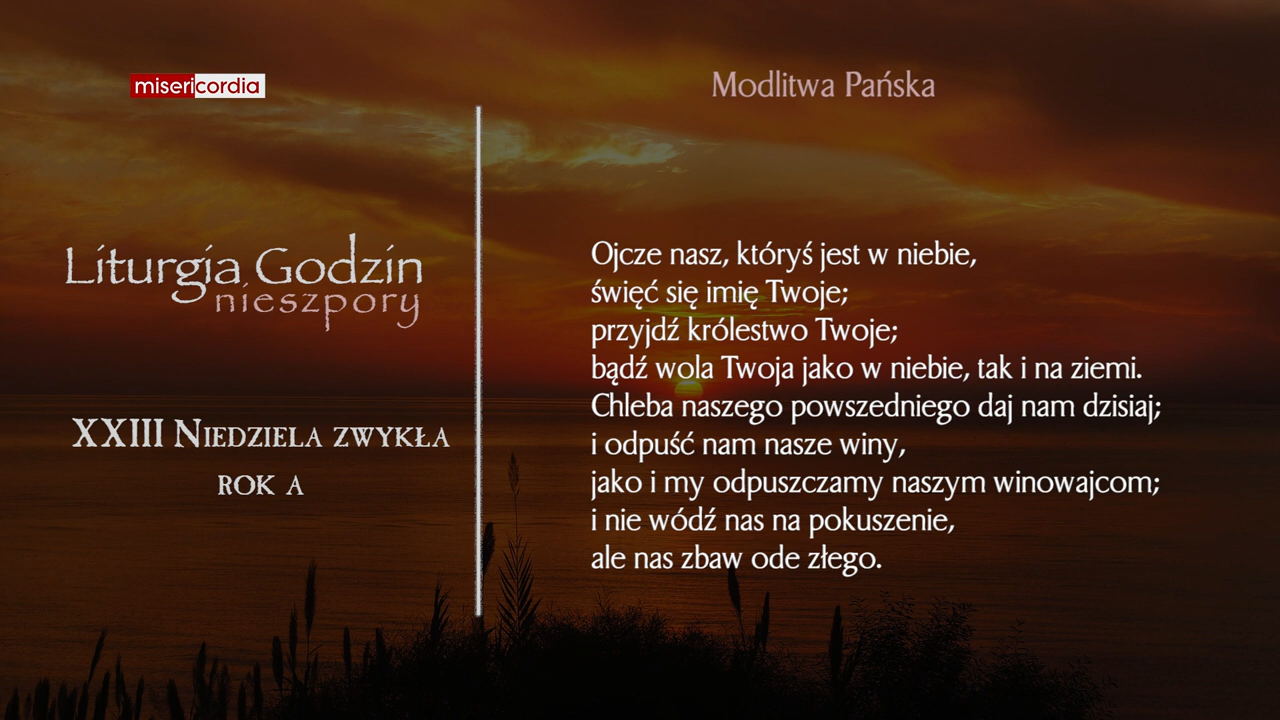 misericordia
Liturgia Godzin
nieszpory
XXIII Niedziela zwykła
rok A
Modlitwa Pańska
Ojcze nasz, któryś jest w niebie,
święć się imię Twoje;
przyjdź królestwo Twoje;
bądź wola Twoja jako w niebie, tak i na ziemi.
Chleba naszego powszedniego daj nam dzisiaj;
i odpuść nam nasze winy,
jako i my odpuszczamy naszym winowajcom;
i nie wódź nas na pokuszenie,
ale nas zbaw ode złego.